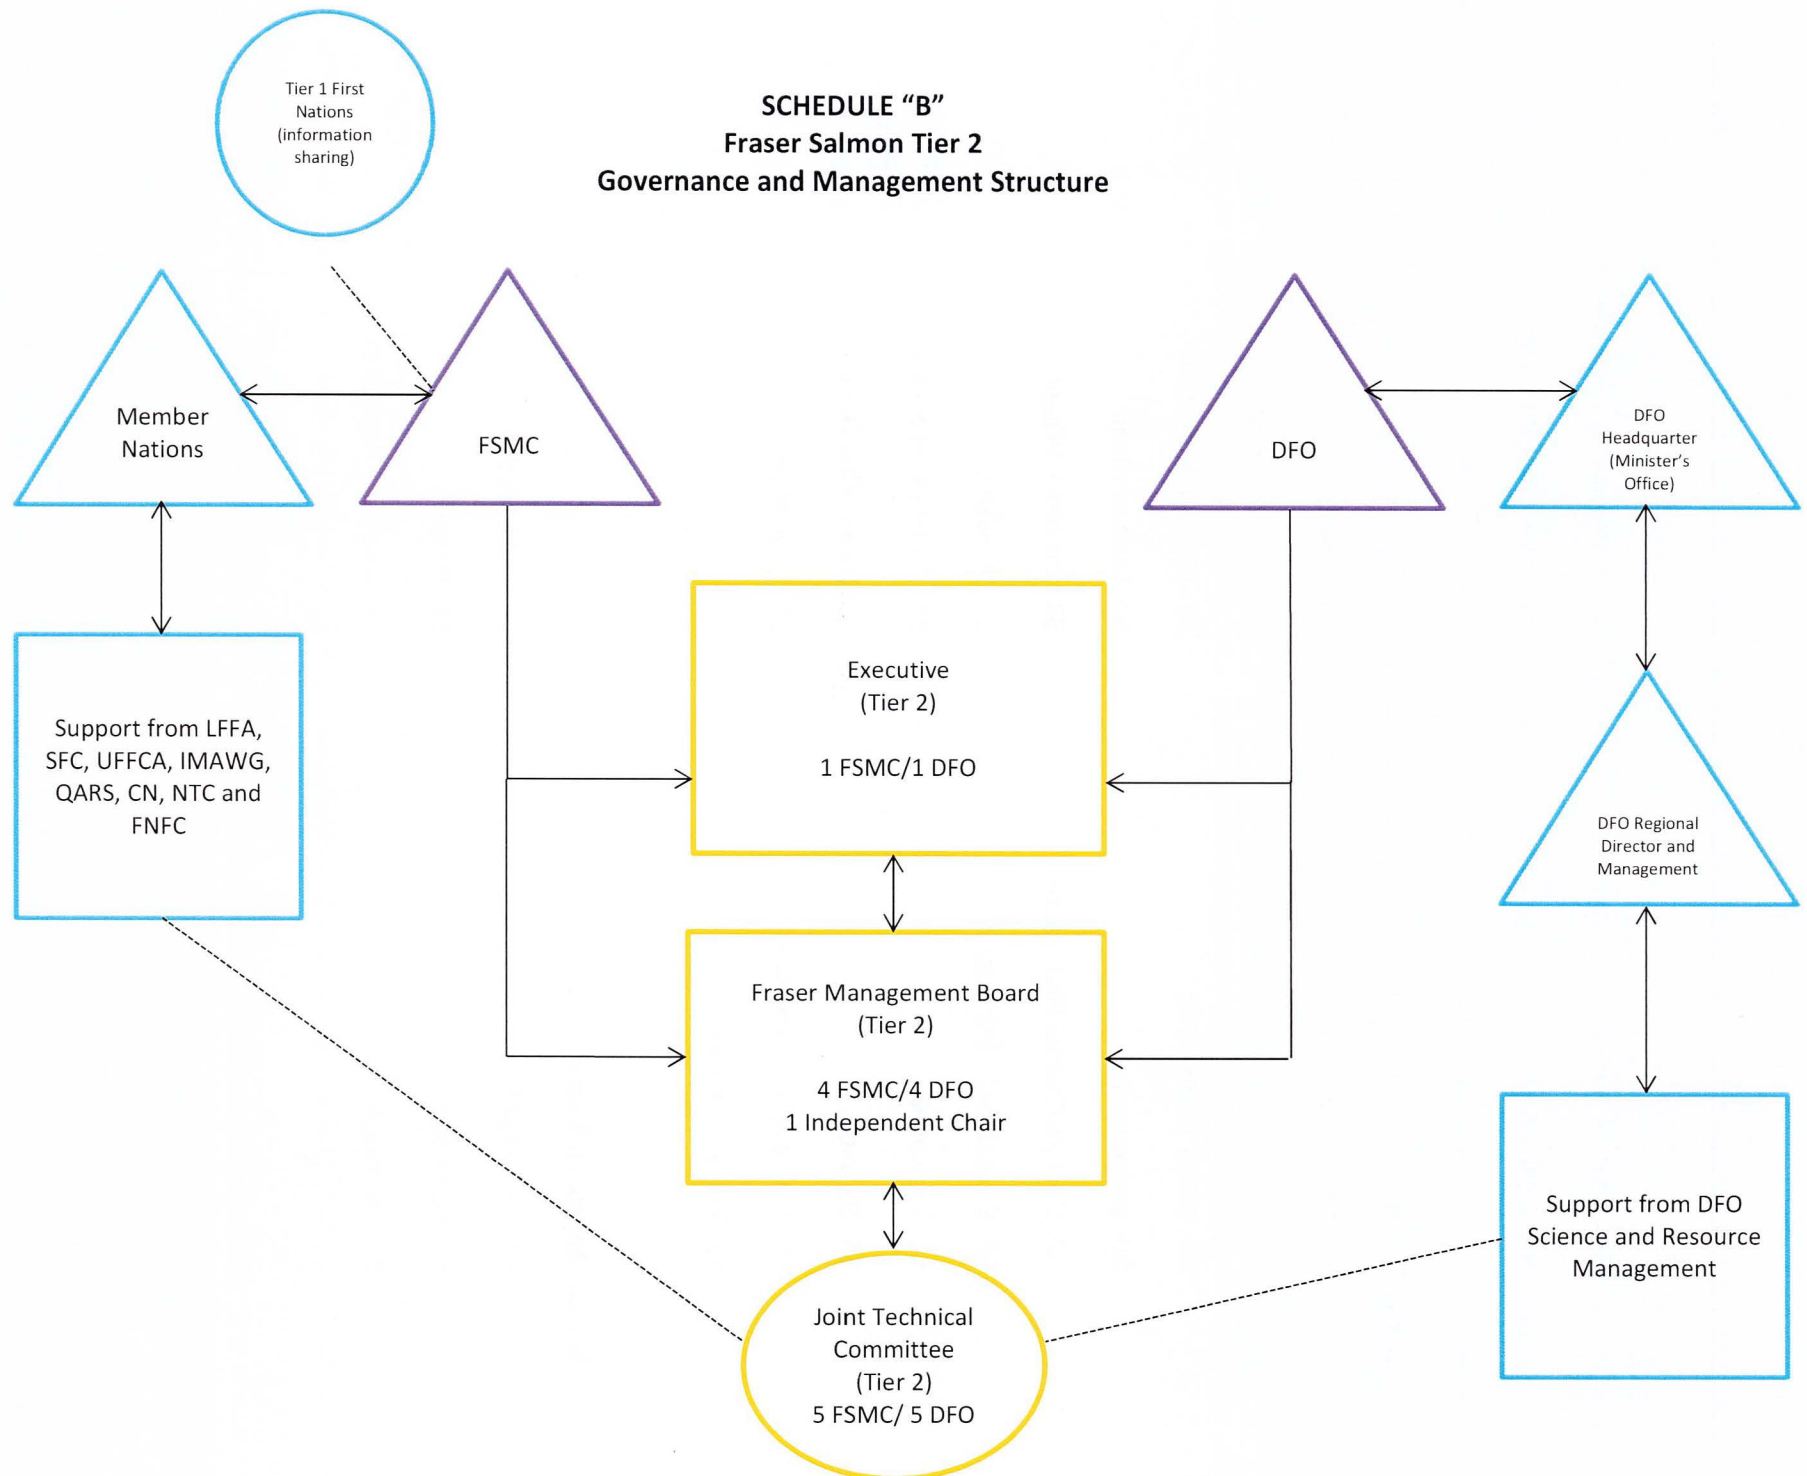 Tier 1 First
Nations
(information
sharing)
SCHEDULE “B”
Fraser Salmon Tier 2
Governance and Management Structure
Member
Nations
FSMC
DFO
DFO
Headquarter
(Minister’s
Office)
Executive
(Tier 2)
1 FSMC/1 DFO
Support from LFFA,
SFC, UFFCA, IMAWG,
QARS, CN, NTC and
FNFC
DFO Regional
Director and
Management
Fraser Management Board
(Tier 2)
4 FSMC/4 DFO
1 Independent Chair
Support from DFO
Science and Resource
Management
Joint Technical
Committee
(Tier 2)
5 FSMC/ 5 DFO